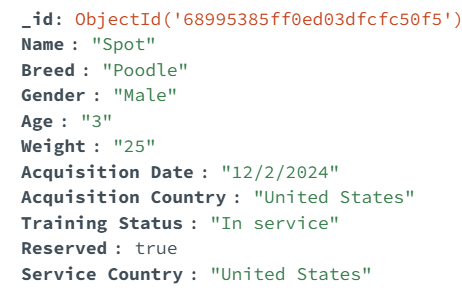 _id: ObjectId('68995385ff0ed03dfcfc50f5')
Name : "Spot"
Breed : "Poodle"
Gender : "Male"
Age : "3"
Weight : "25"
Acquisition Date : "12/2/2024"
Acquisition Country : "United States"
Training Status : "In service"
Reserved : true
Service Country : "United States"